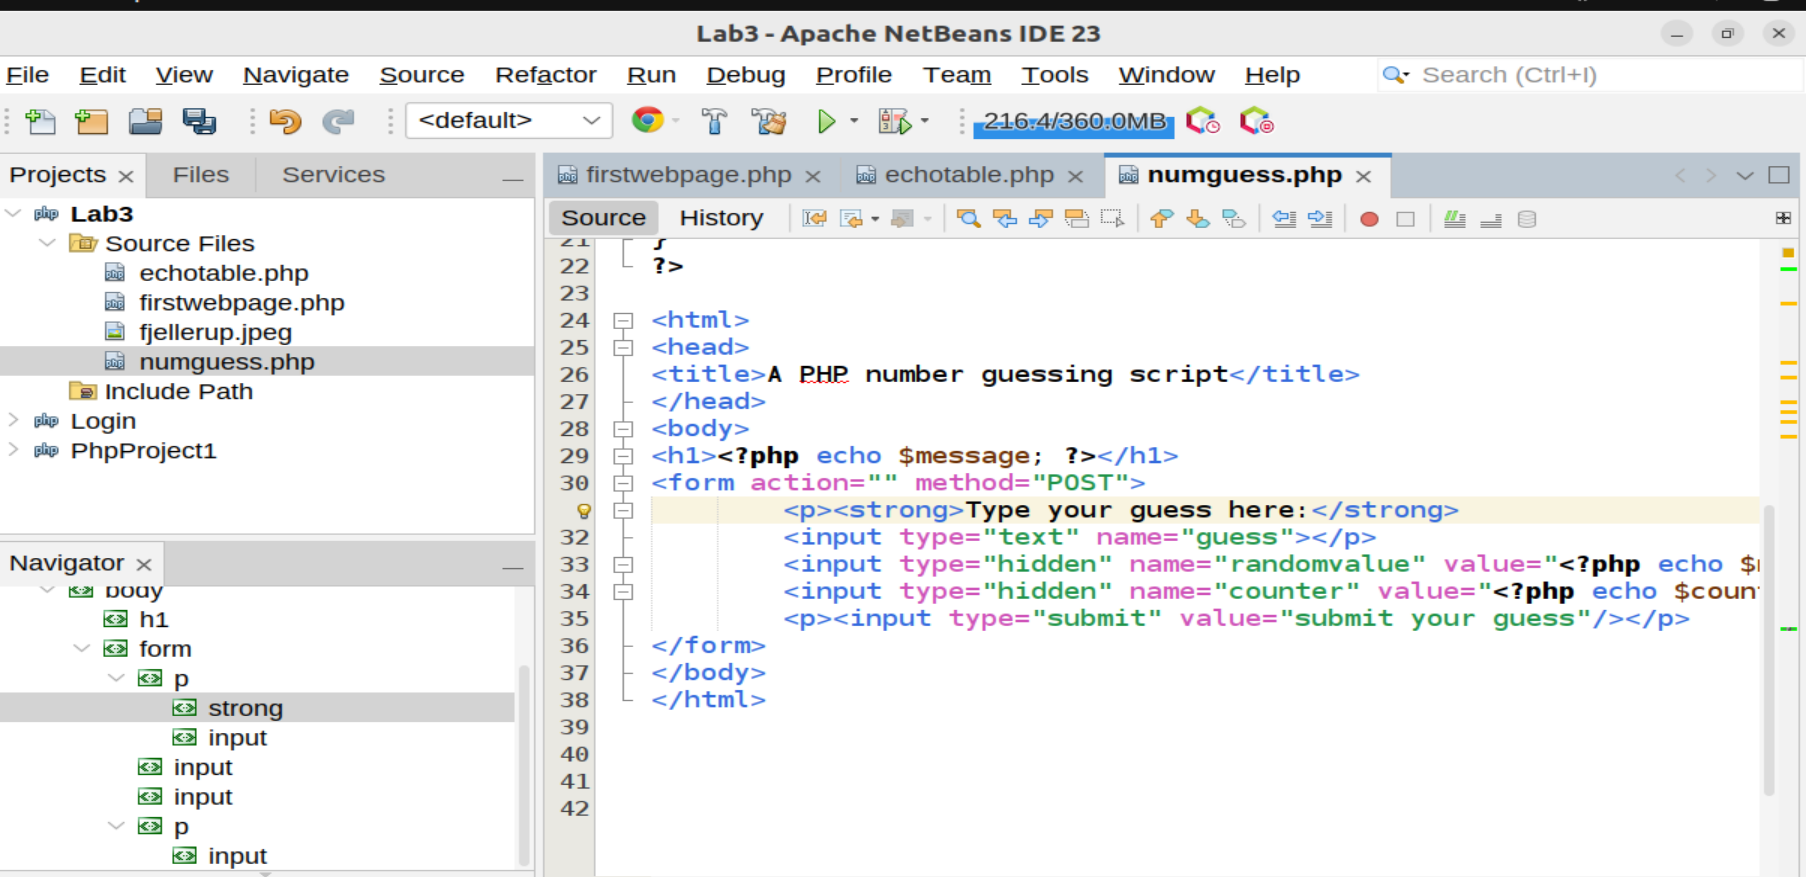 Lab3 - Apache NetBeans IDE 23
File Edit View Navigate Source Refactor Run Debug Profile Team Tools Window Help Search (Ctrl+I)
<default> 216.4/360.0MB
Projects Files Services
Lab3
Source Files
echotable.php
firstwebpage.php
fjellerup.jpeg
numguess.php
Include Path
Login
PhpProject1
Navigator
body
h1
form
p
strong
input
input
input
p
input
firstwebpage.php echotable.php numguess.php
Source History
21 }
22 ?>
23
24 <html>
25 <head>
26 <title>A PHP number guessing script</title>
27 </head>
28 <body>
29 <h1><?php echo $message; ?></h1>
30 <form action="" method="POST">
<p><strong>Type your guess here:</strong>
32 <input type="text" name="guess"></p>
33 <input type="hidden" name="randomvalue" value="<?php echo $
34 <input type="hidden" name="counter" value="<?php echo $coun
35 <p><input type="submit" value="submit your guess"/></p>
36 </form>
37 </body>
38 </html>
39
40
41
42